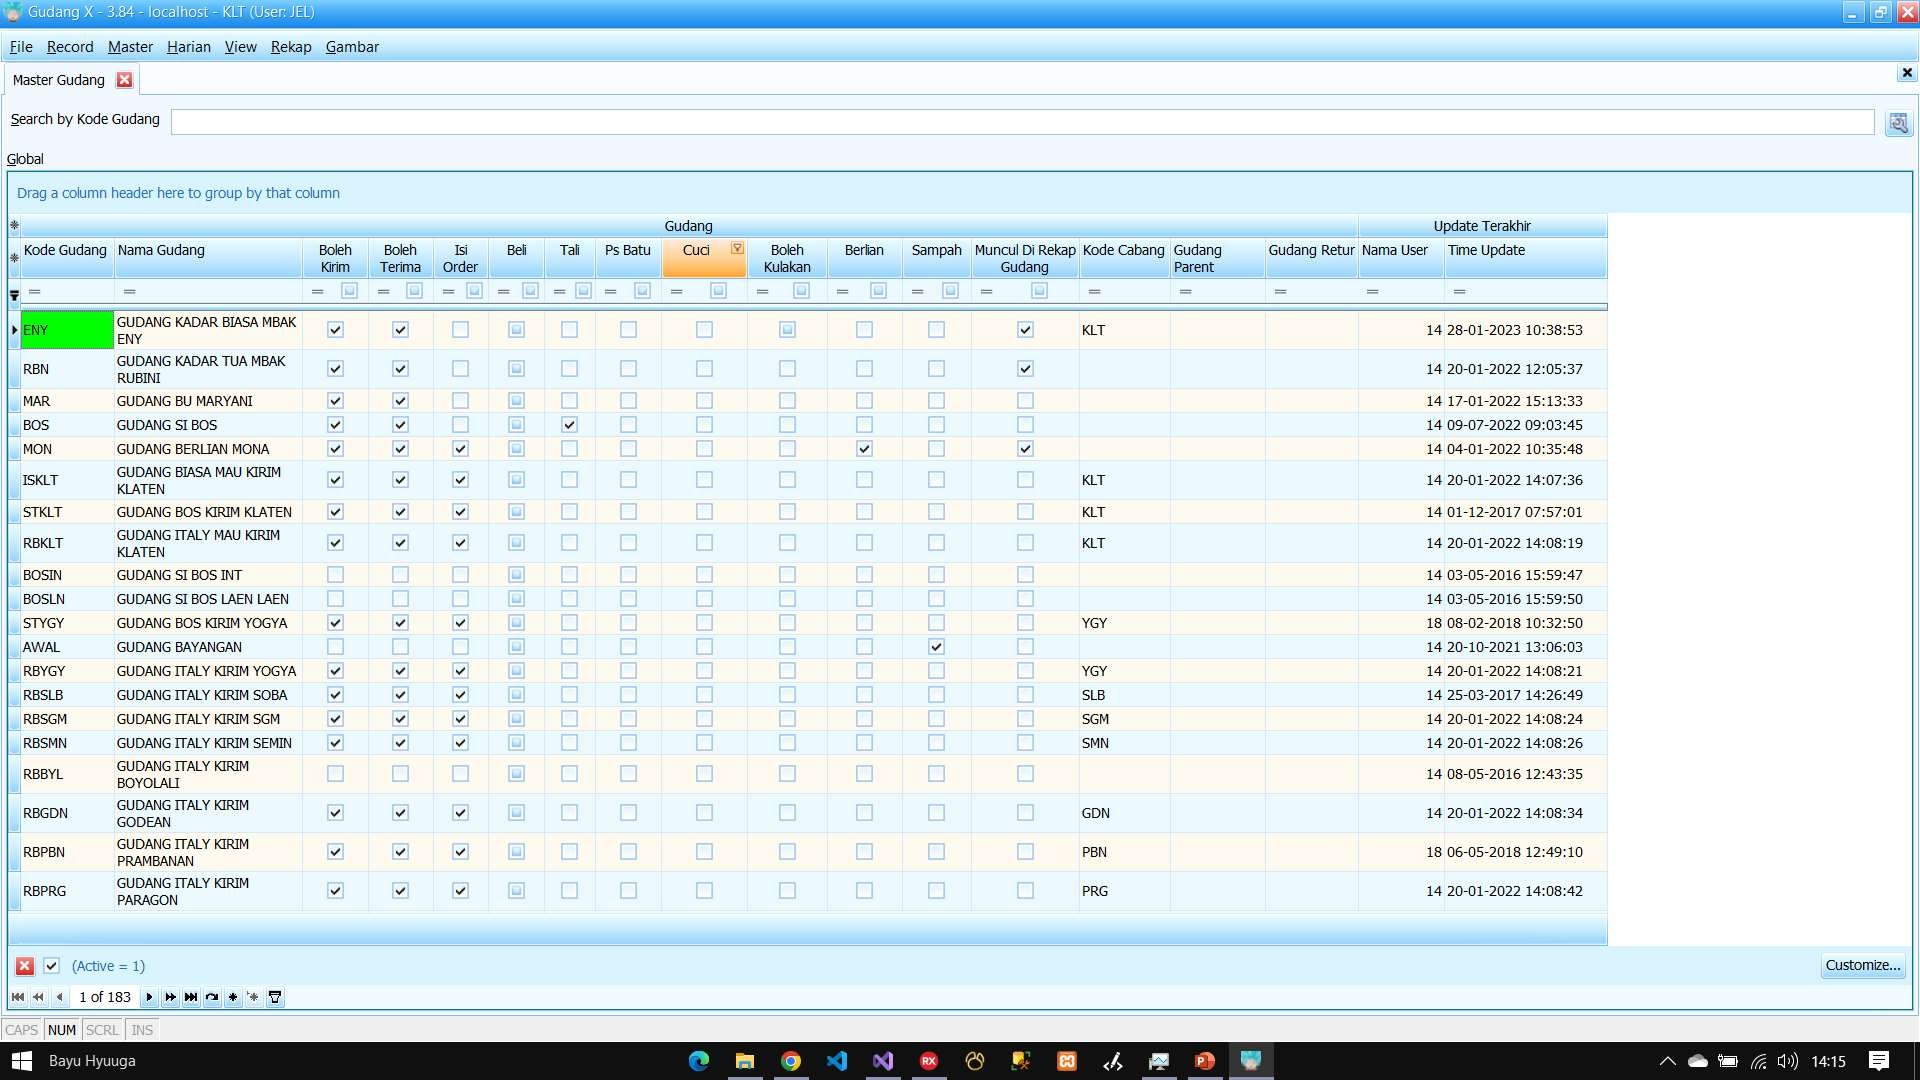 Gudang X - 3.84 - localhost - KLT (User: JEL)
File Record Master Harian View Rekap Gambar
Master Gudang
Search by Kode Gudang
Global
Drag a column header here to group by that column
Gudang Update Terakhir
Kode Gudang Nama Gudang Boleh Kirim Boleh Terima Isi Order Beli Tali Ps Batu Cuci Boleh Kulakan Berlian Sampah Muncul Di Rekap Gudang Kode Cabang Gudang Parent Gudang Retur Nama User Time Update
ENY GUDANG KADAR BIASA MBAK ENY KLT 14 28-01-2023 10:38:53
RBN GUDANG KADAR TUA MBAK RUBINI 14 20-01-2022 12:05:37
MAR GUDANG BU MARYANI 14 17-01-2022 15:13:33
BOS GUDANG SI BOS 14 09-07-2022 09:03:45
MON GUDANG BERLIAN MONA 14 04-01-2022 10:35:48
ISKLT GUDANG BIASA MAU KIRIM KLATEN KLT 14 20-01-2022 14:07:36
STKLT GUDANG BOS KIRIM KLATEN KLT 14 01-12-2017 07:57:01
RBKLT GUDANG ITALY MAU KIRIM KLATEN KLT 14 20-01-2022 14:08:19
BOSIN GUDANG SI BOS INT 14 03-05-2016 15:59:47
BOSLN GUDANG SI BOS LAEN LAEN 14 03-05-2016 15:59:50
STYGY GUDANG BOS KIRIM YOGYA YGY 18 08-02-2018 10:32:50
AWAL GUDANG BAYANGAN 14 20-10-2021 13:06:03
RBYGY GUDANG ITALY KIRIM YOGYA YGY 14 20-01-2022 14:08:21
RBSLB GUDANG ITALY KIRIM SOBA SLB 14 25-03-2017 14:26:49
RBSGM GUDANG ITALY KIRIM SGM SGM 14 20-01-2022 14:08:24
RBSMN GUDANG ITALY KIRIM SEMIN SMN 14 20-01-2022 14:08:26
RBBYL GUDANG ITALY KIRIM BOYOLALI 14 08-05-2016 12:43:35
RBGDN GUDANG ITALY KIRIM GODEAN GDN 14 20-01-2022 14:08:34
RBPBN GUDANG ITALY KIRIM PRAMBANAN PBN 18 06-05-2018 12:49:10
RBPRG GUDANG ITALY KIRIM PARAGON PRG 14 20-01-2022 14:08:42
(Active = 1) Customize...
1 of 183
CAPS NUM SCRL INS
Bayu Hyuuga 14:15